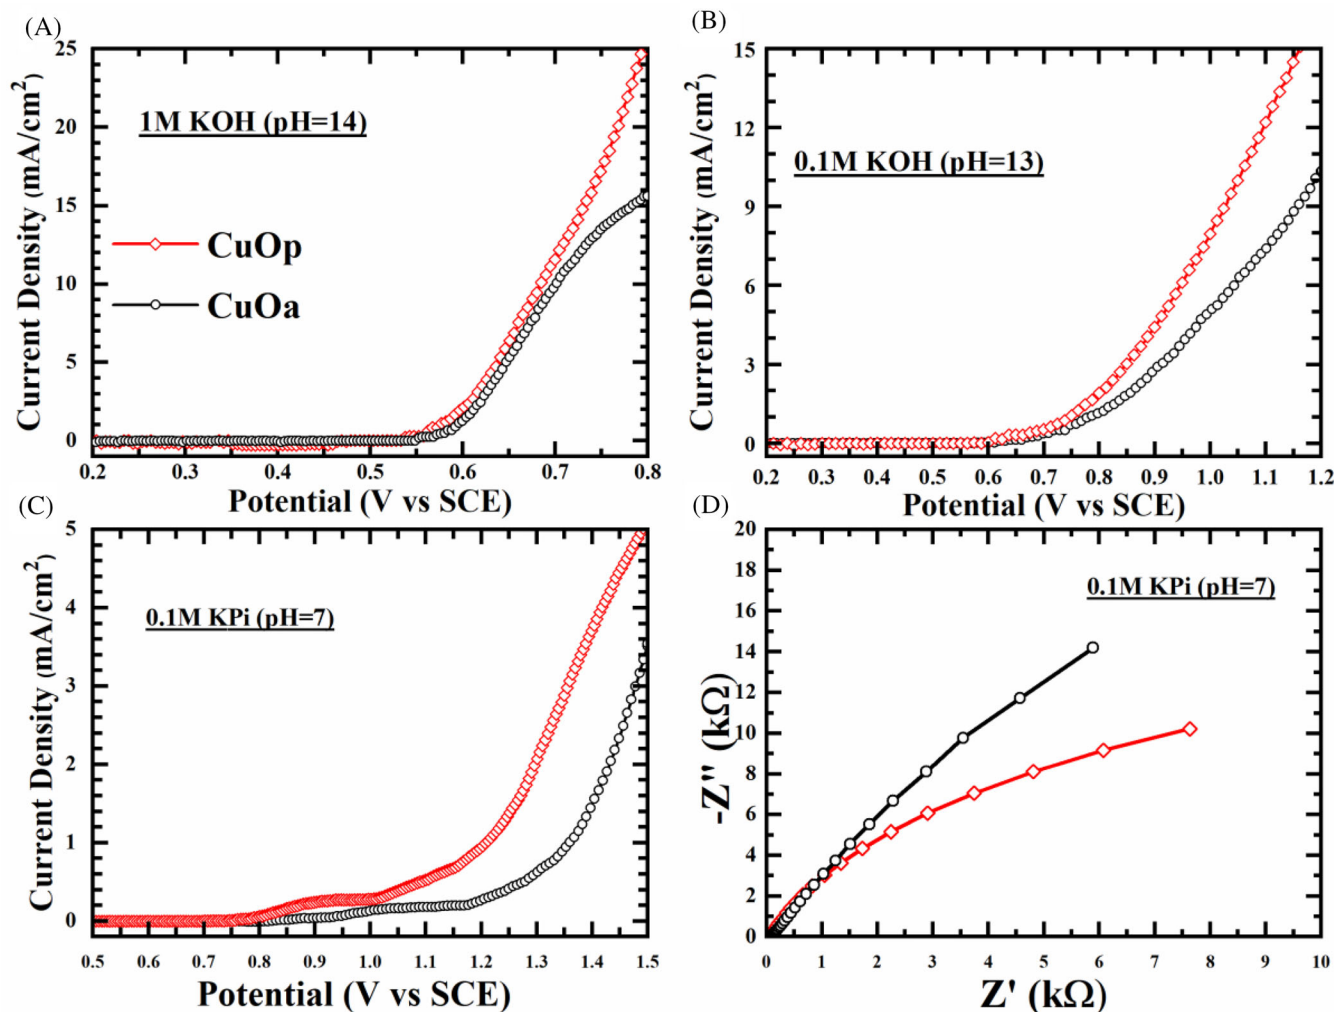 (A)
25
20
15
10
5
0
Current Density (mA/cm²)
1M KOH (pH=14)
CuOp
CuOa
0.2 0.3 0.4 0.5 0.6 0.7 0.8
Potential (V vs SCE)
(B)
15
12
9
6
3
0
Current Density (mA/cm²)
0.1M KOH (pH=13)
0.2 0.3 0.4 0.5 0.6 0.7 0.8 0.9 1.0 1.1 1.2
Potential (V vs SCE)
(C)
5
4
3
2
1
0
Current Density (mA/cm²)
0.1M KPi (pH=7)
0.5 0.6 0.7 0.8 0.9 1.0 1.1 1.2 1.3 1.4 1.5
Potential (V vs SCE)
(D)
20
18
16
14
12
10
8
6
4
2
0
-Z'' (kΩ)
0.1M KPi (pH=7)
0 1 2 3 4 5 6 7 8 9 10
Z' (kΩ)